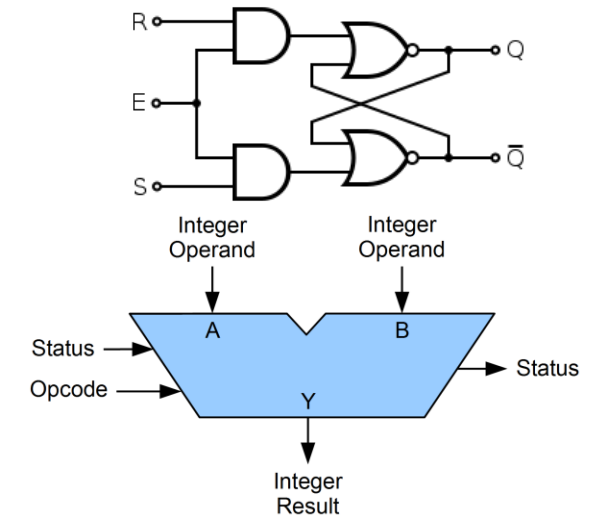 R
Q
E
S
Q̅
Integer
Operand
Integer
Operand
A
B
Status
Opcode
Status
Y
Integer
Result